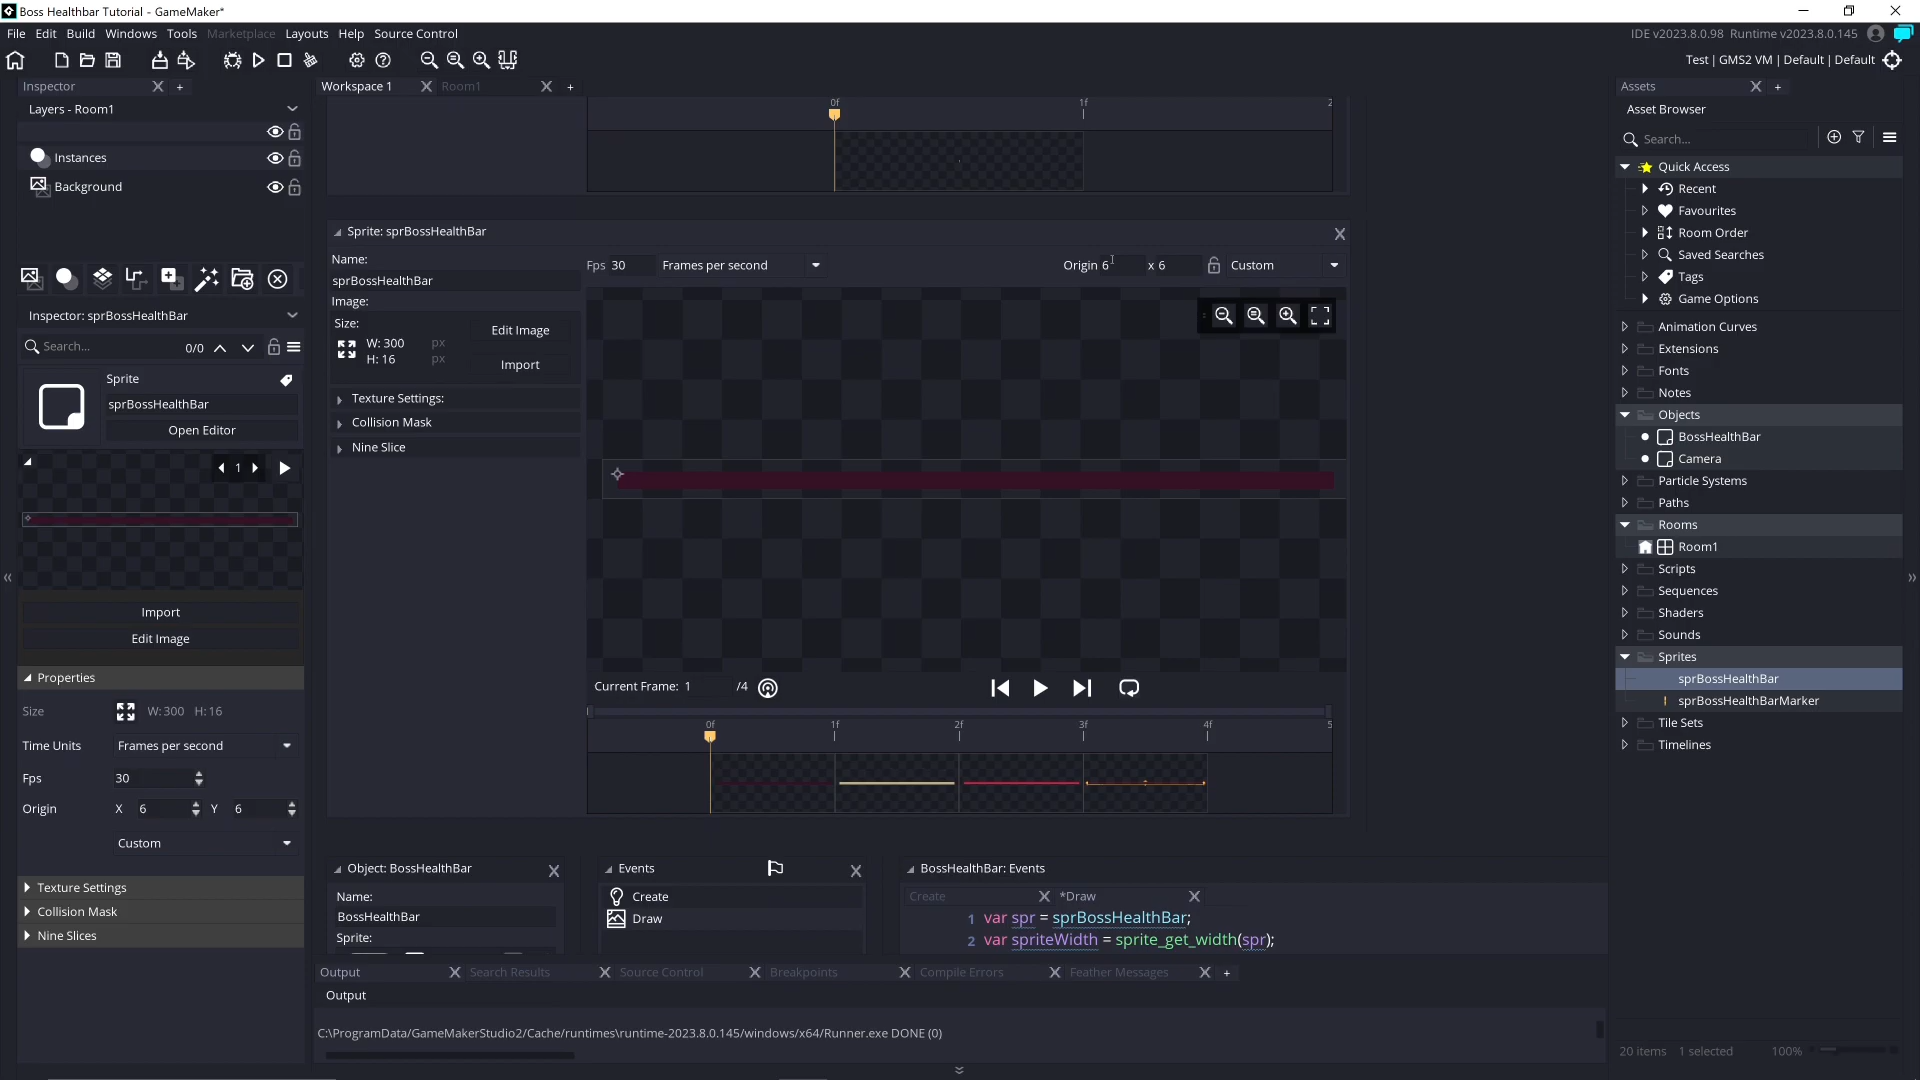 Boss Healthbar Tutorial - GameMaker*
File Edit Build Windows Tools Marketplace Layouts Help Source Control
IDE v2023.8.0.98 Runtime v2023.8.0.145
Test | GMS2 VM | Default | Default
Inspector
Workspace 1
Room1
Assets
Layers - Room1
Asset Browser
Instances
Background
Search...
Quick Access
Recent
Favourites
Room Order
Saved Searches
Tags
Game Options
Animation Curves
Extensions
Fonts
Notes
Objects
BossHealthBar
Camera
Particle Systems
Paths
Rooms
Room1
Scripts
Sequences
Shaders
Sounds
Sprites
sprBossHealthBar
sprBossHealthBarMarker
Tile Sets
Timelines
20 items 1 selected 100%
Inspector: sprBossHealthBar
Search... 0/0
Sprite
sprBossHealthBar
Open Editor
1
Import
Edit Image
Properties
Size W:300 H:16
Time Units Frames per second
Fps 30
Origin X 6 Y 6
Custom
Texture Settings
Collision Mask
Nine Slices
0f 1f 2
Sprite: sprBossHealthBar
Name:
sprBossHealthBar
Image:
Size:
W: 300 px
H: 16 px
Edit Image
Import
Texture Settings:
Collision Mask
Nine Slice
Fps 30 Frames per second
Origin 6 x 6 Custom
Current Frame: 1 /4
0f 1f 2f 3f 4f 5
Object: BossHealthBar
Name:
BossHealthBar
Sprite:
Events
Create
Draw
BossHealthBar: Events
Create *Draw
1 var spr = sprBossHealthBar;
2 var spriteWidth = sprite_get_width(spr);
Output Search Results Source Control Breakpoints Compile Errors Feather Messages
Output
C:\ProgramData/GameMakerStudio2/Cache/runtimes\runtime-2023.8.0.145/windows/x64/Runner.exe DONE (0)